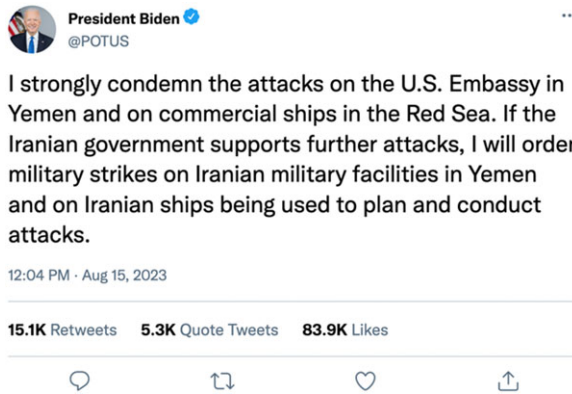 President Biden
@POTUS
I strongly condemn the attacks on the U.S. Embassy in
Yemen and on commercial ships in the Red Sea. If the
Iranian government supports further attacks, I will order
military strikes on Iranian military facilities in Yemen
and on Iranian ships being used to plan and conduct
attacks.
12:04 PM · Aug 15, 2023
15.1K Retweets 5.3K Quote Tweets 83.9K Likes